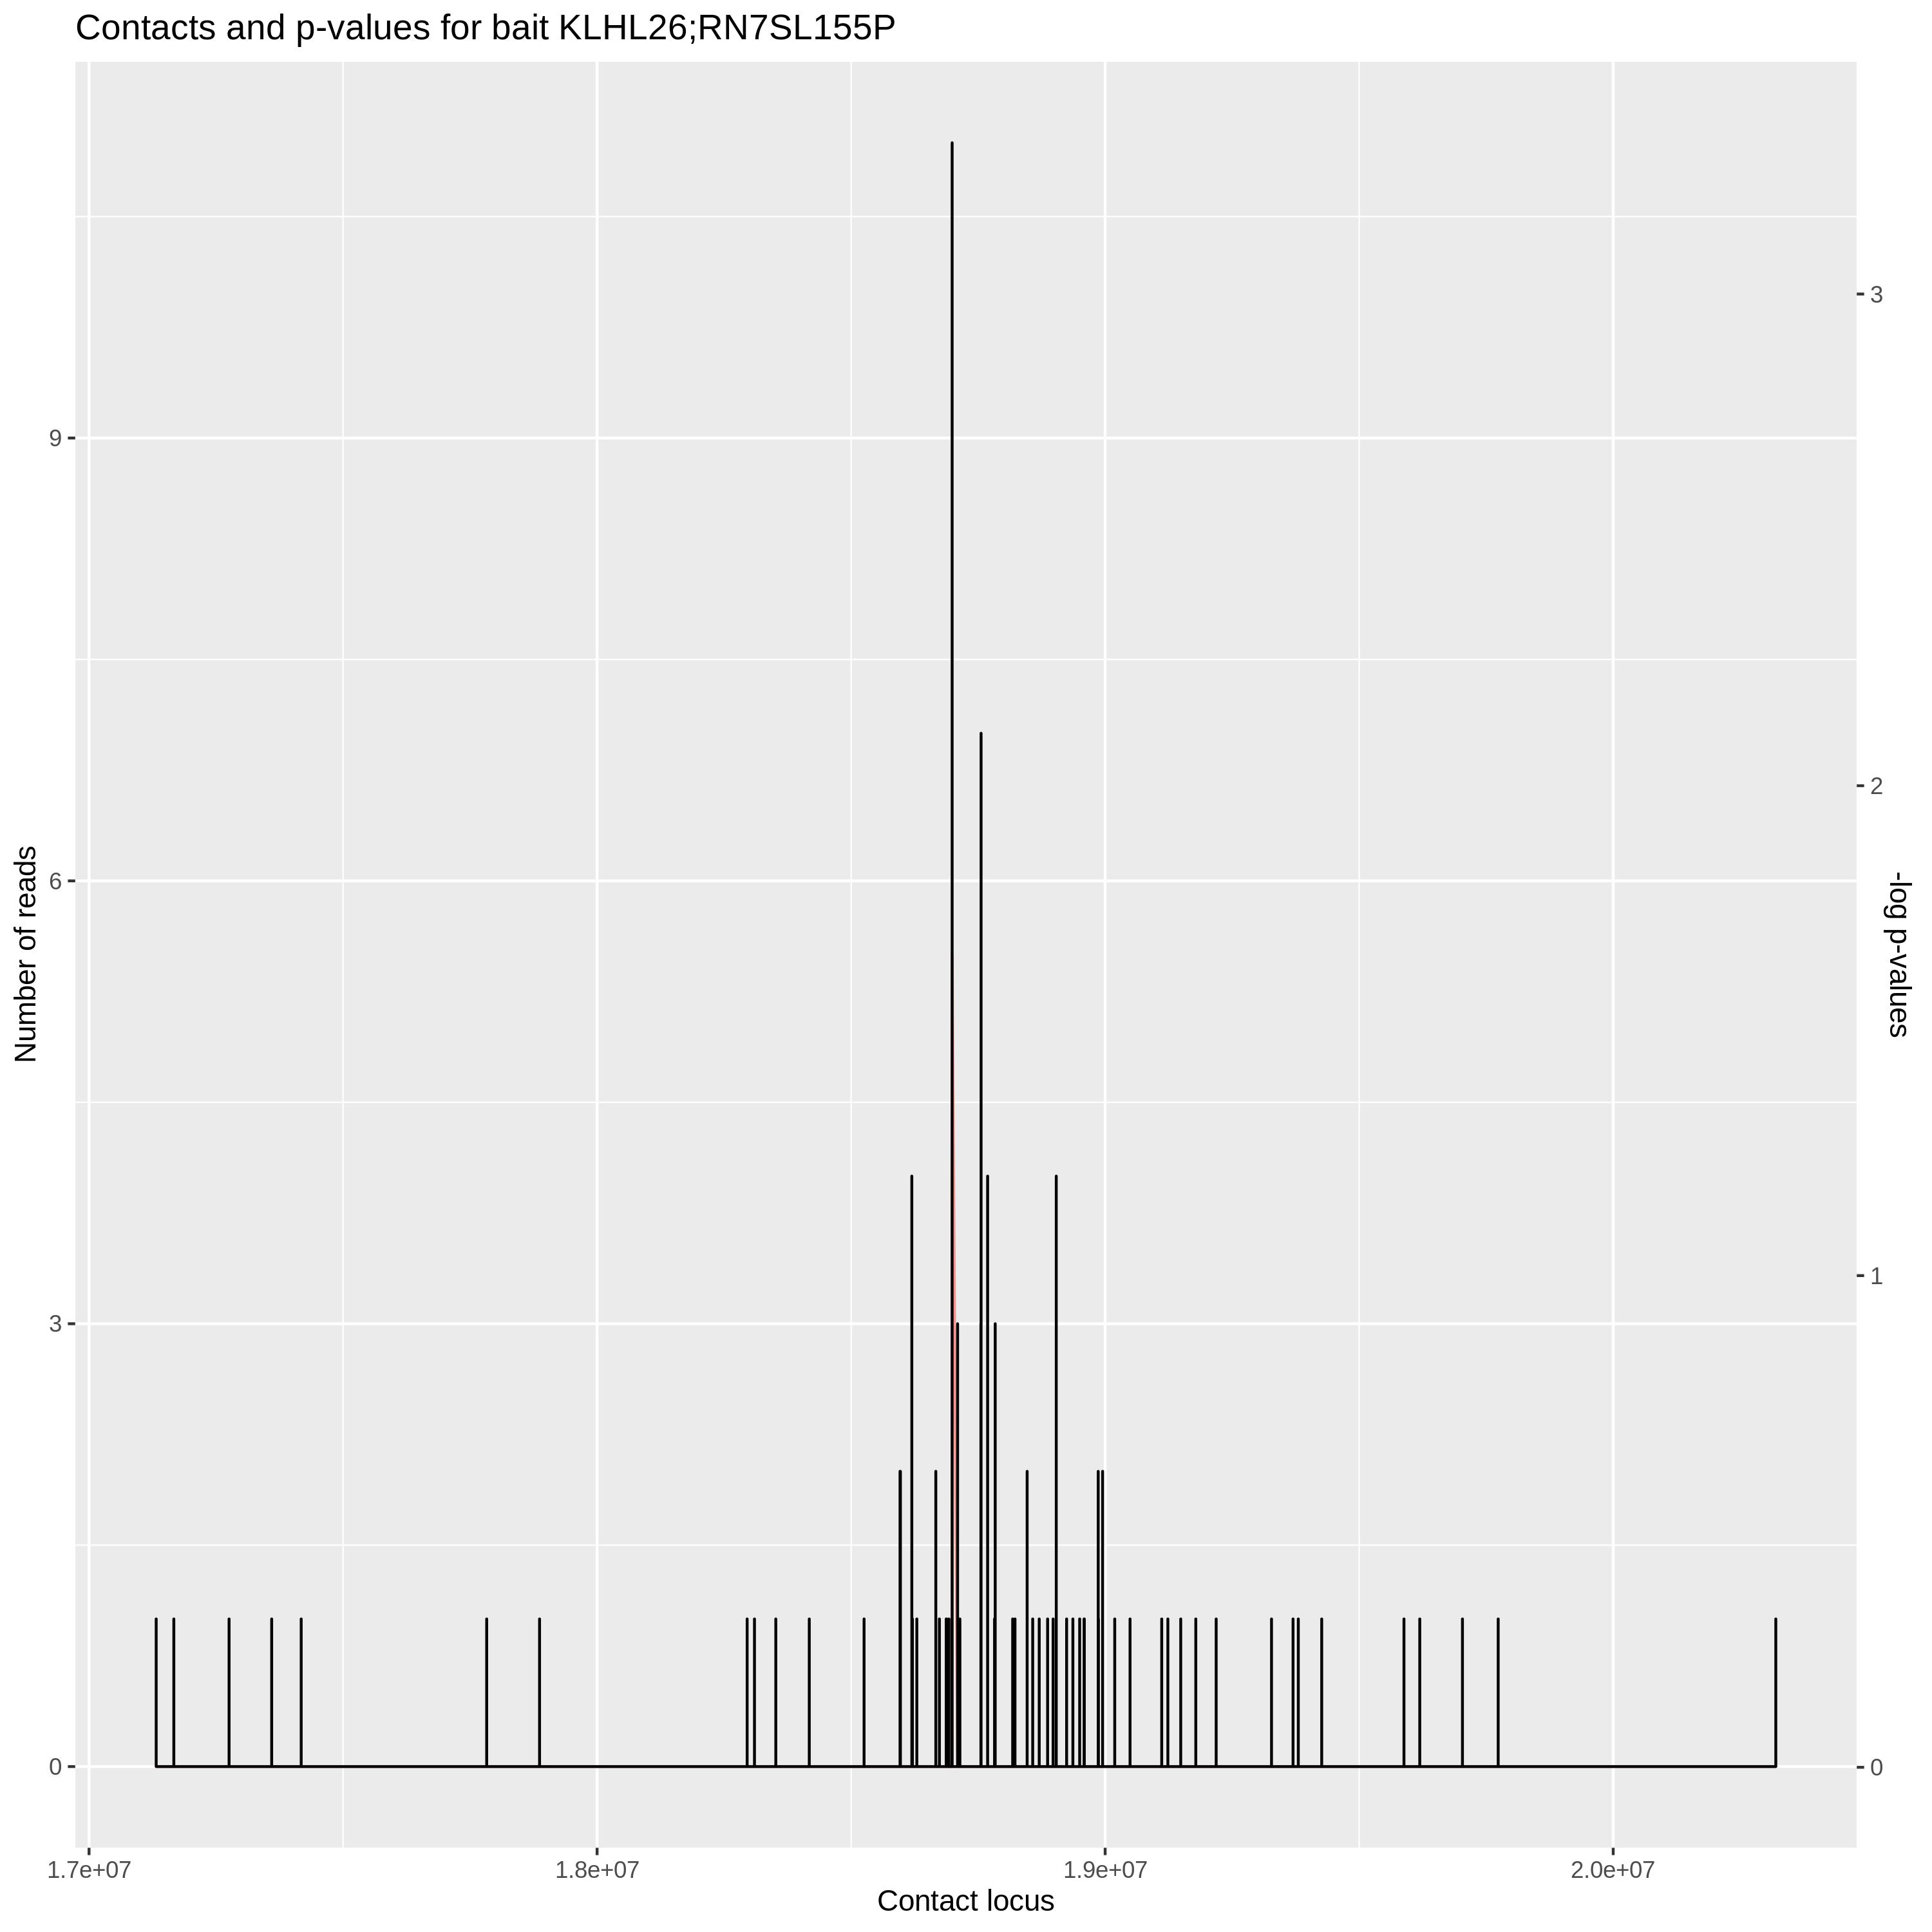 Contacts and p-values for bait KLHL26;RN7SL155P
Number of reads
9
6
3
0
3
2
1
0
-log p-values
1.7e+07 1.8e+07 1.9e+07 2.0e+07
Contact locus